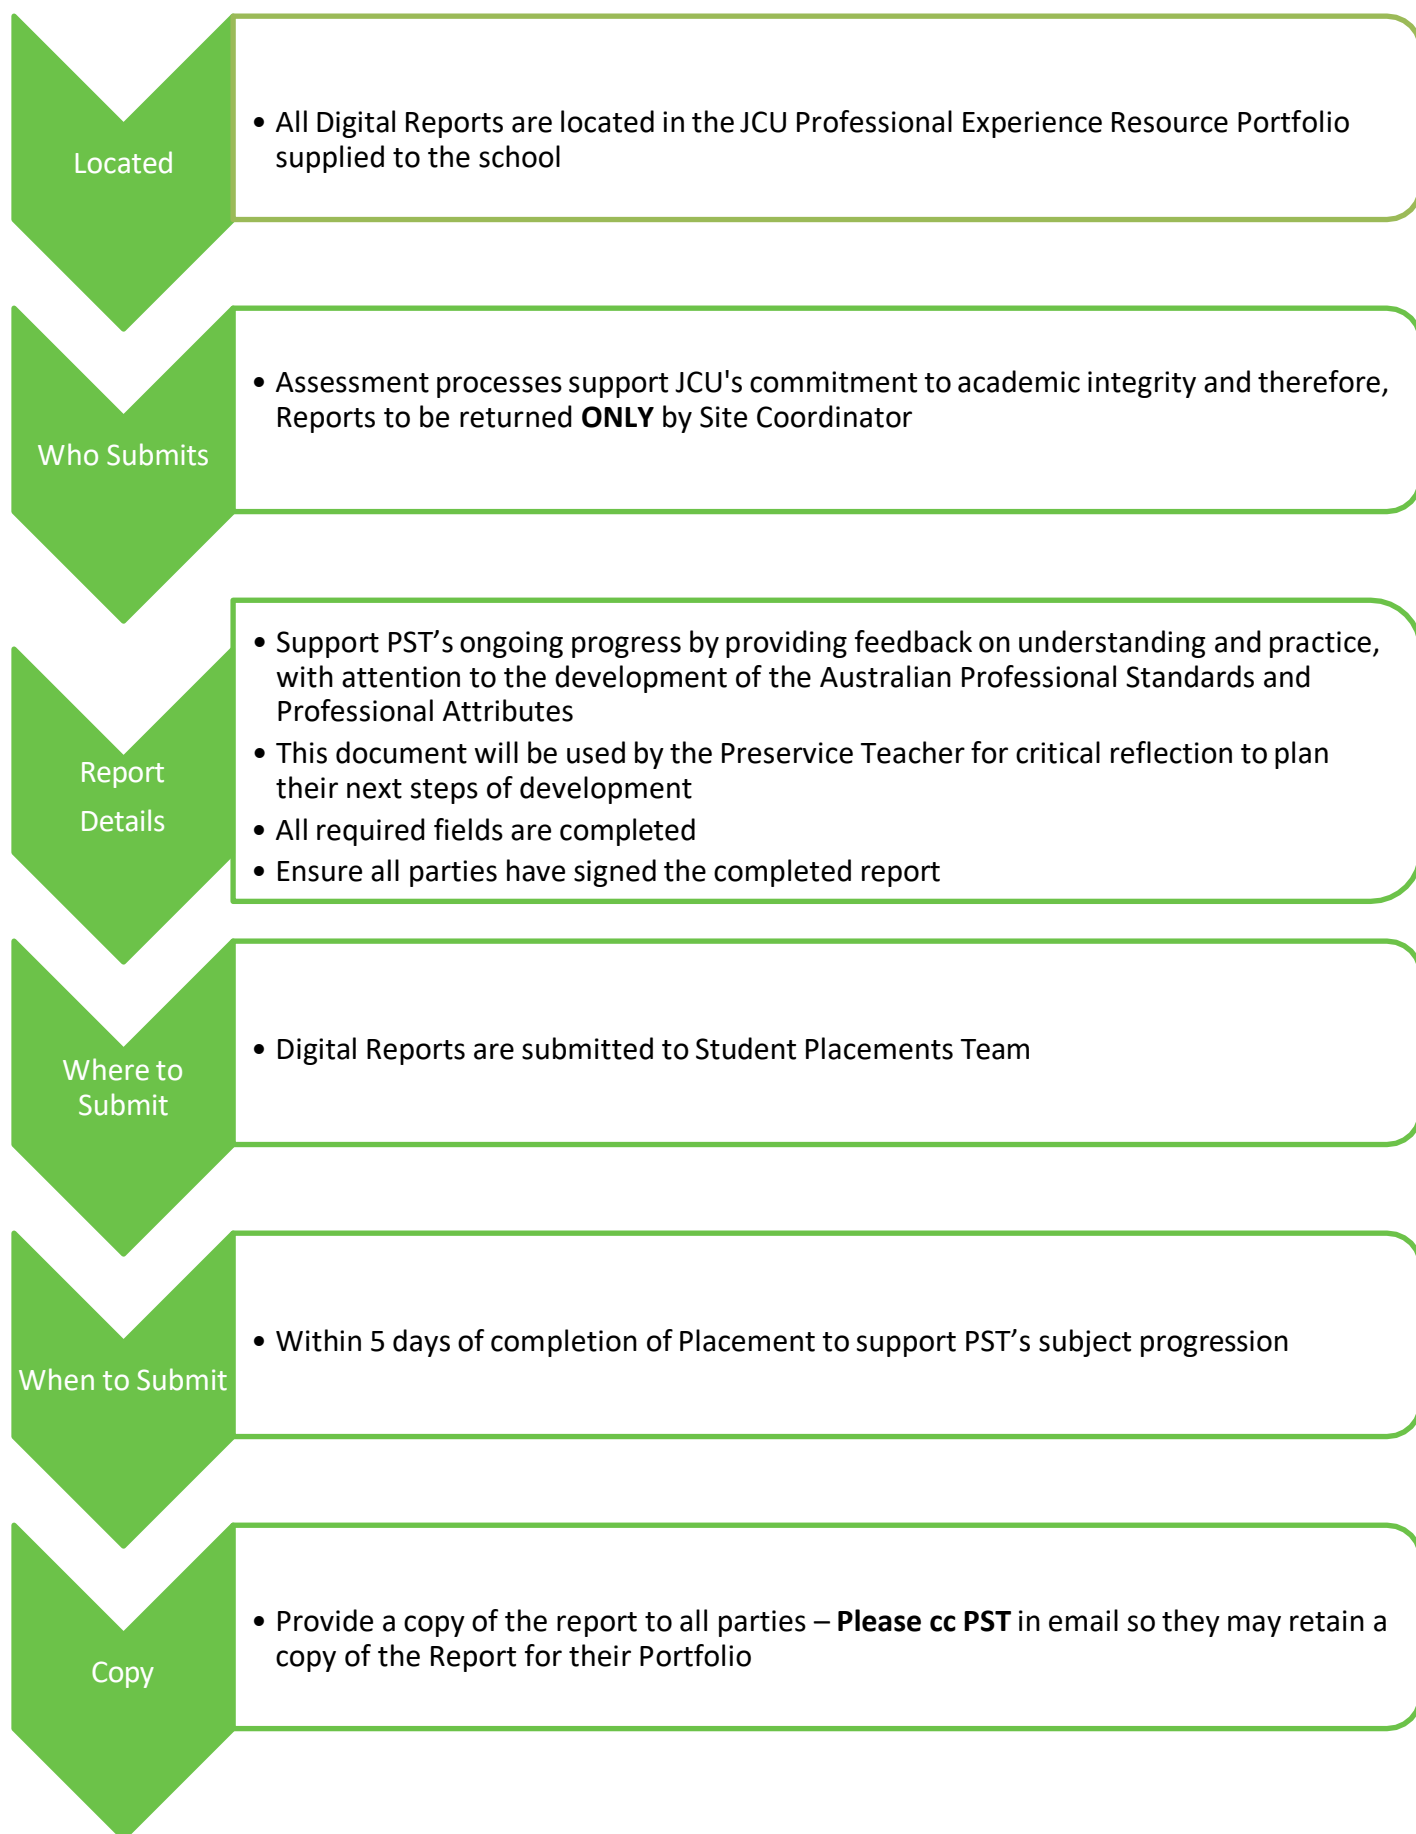 Located
• All Digital Reports are located in the JCU Professional Experience Resource Portfolio
supplied to the school
Who Submits
• Assessment processes support JCU's commitment to academic integrity and therefore,
Reports to be returned ONLY by Site Coordinator
Report
Details
• Support PST’s ongoing progress by providing feedback on understanding and practice,
with attention to the development of the Australian Professional Standards and
Professional Attributes
• This document will be used by the Preservice Teacher for critical reflection to plan
their next steps of development
• All required fields are completed
• Ensure all parties have signed the completed report
Where to
Submit
• Digital Reports are submitted to Student Placements Team
When to Submit
• Within 5 days of completion of Placement to support PST’s subject progression
Copy
• Provide a copy of the report to all parties – Please cc PST in email so they may retain a
copy of the Report for their Portfolio